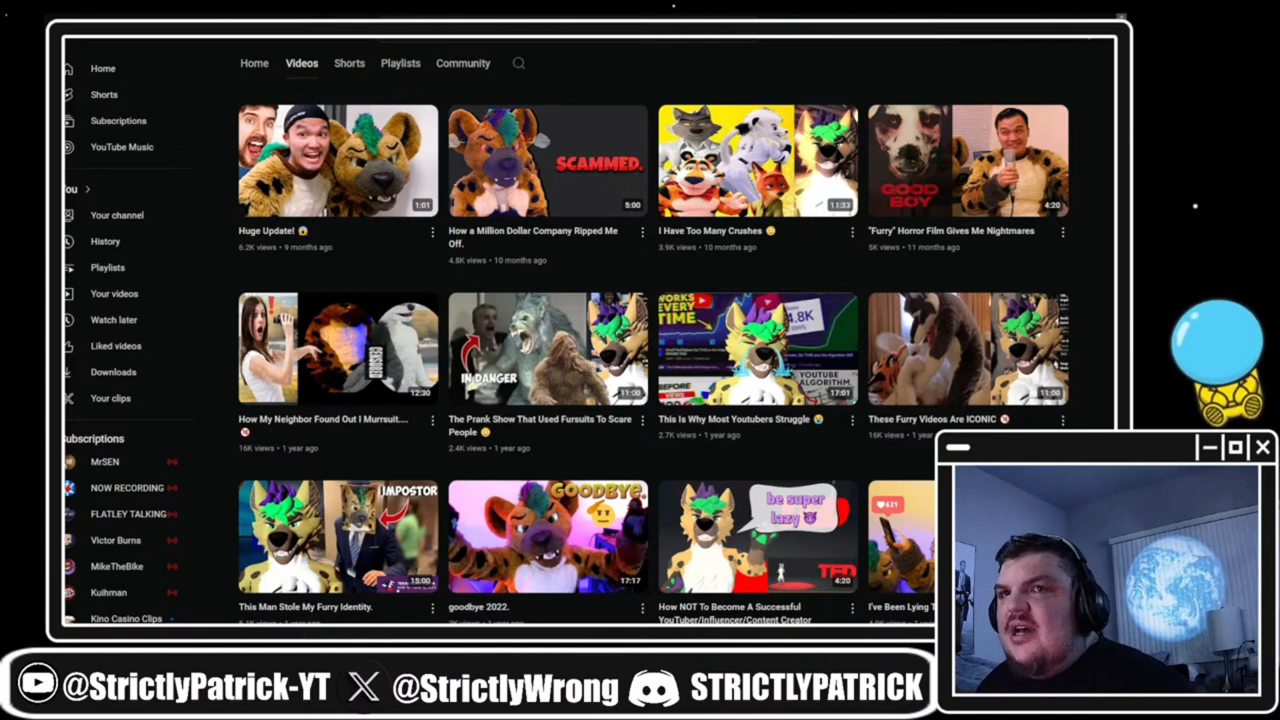 Home
Shorts
Subscriptions
YouTube Music
ou >
Your channel
History
Playlists
Your videos
Watch later
Liked videos
Downloads
Your clips
Subscriptions
MrSEN
NOW RECORDING
FLATLEY TALKING
Victor Burns
MikeTheBike
Kuihman
Kino Casino Clips
Home Videos Shorts Playlists Community
1:01
Huge Update! 😱
6.2K views • 9 months ago
SCAMMED.
5:00
How a Million Dollar Company Ripped Me
Off.
4.8K views • 10 months ago
11:33
I Have Too Many Crushes 😳
3.9K views • 10 months ago
GOOD
BOY
4:20
"Furry" Horror Film Gives Me Nightmares
5K views • 11 months ago
CENSORED
12:30
How My Neighbor Found Out I Murrsuit....
16K views • 1 year ago
IN DANGER
11:00
The Prank Show That Used Fursuits To Scare
People 😳
2.4K views • 1 year ago
WORKS
EVERY
TIME
4.8K
BEFORE
VIEWS
YOUTUBE
ALGORITHM
17:01
This Is Why Most Youtubers Struggle 😭
2.7K views • 1 year ago
11:00
These Furry Videos Are ICONIC
16K views • 1 year
IMPOSTOR
15:00
This Man Stole My Furry Identity.
GOODBYE.
17:17
goodbye 2022.
be super
lazy 😈
TED
4:20
How NOT To Become A Successful
YouTuber/Influencer/Content Creator
621
I've Been Lying T
@StrictlyPatrick-YT X @StrictlyWrong STRICTLYPATRICK